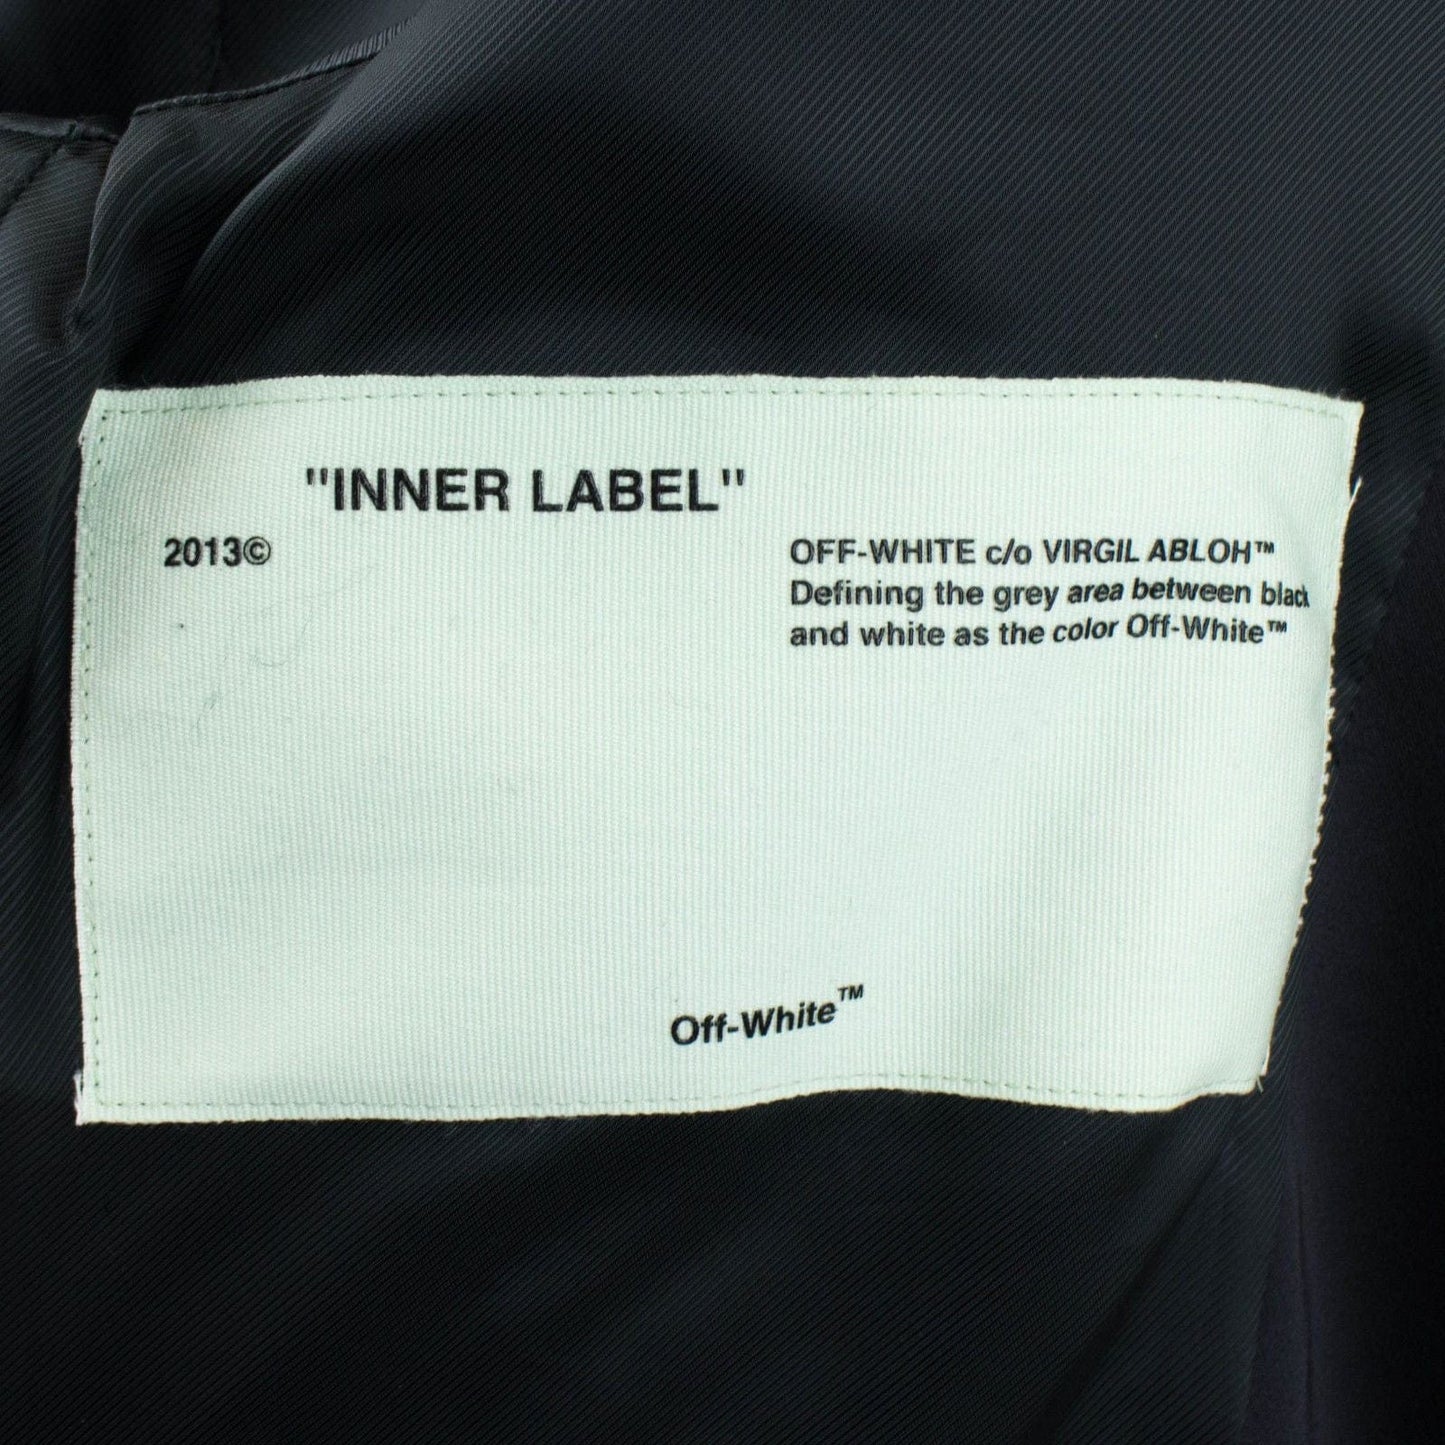 "INNER LABEL"
2013©
OFF-WHITE c/o VIRGIL ABLOH™
Defining the grey area between black
and white as the color Off-White™
Off-White™